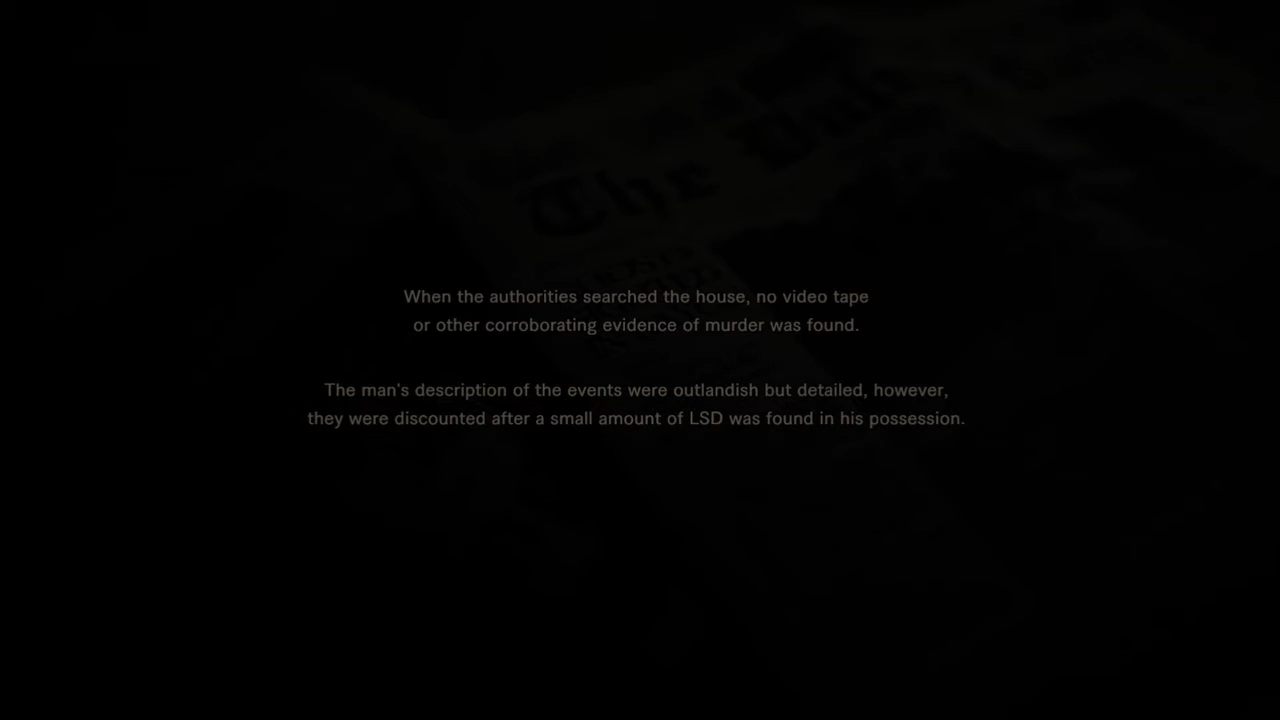 The
When the authorities searched the house, no video tape
or other corroborating evidence of murder was found.
The man's description of the events were outlandish but detailed, however,
they were discounted after a small amount of LSD was found in his possession.